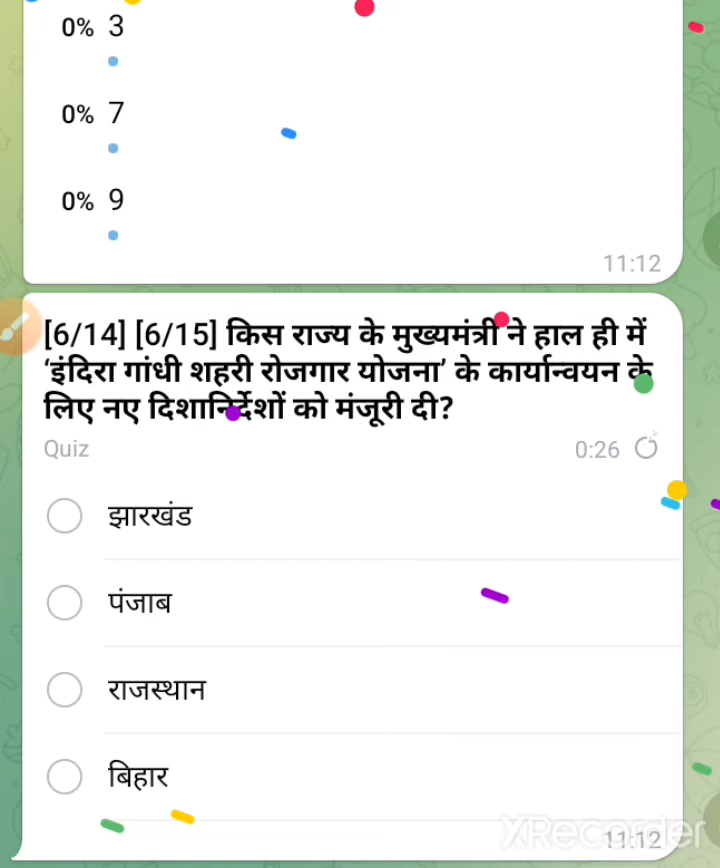 0% 3
0% 7
0% 9
11:12
[6/14] [6/15] किस राज्य के मुख्यमंत्री ने हाल ही में
‘इंदिरा गांधी शहरी रोजगार योजना’ के कार्यान्वयन के
लिए नए दिशानिर्देशों को मंजूरी दी?
Quiz 0:26
झारखंड
पंजाब
राजस्थान
बिहार
XRecorder
11:12